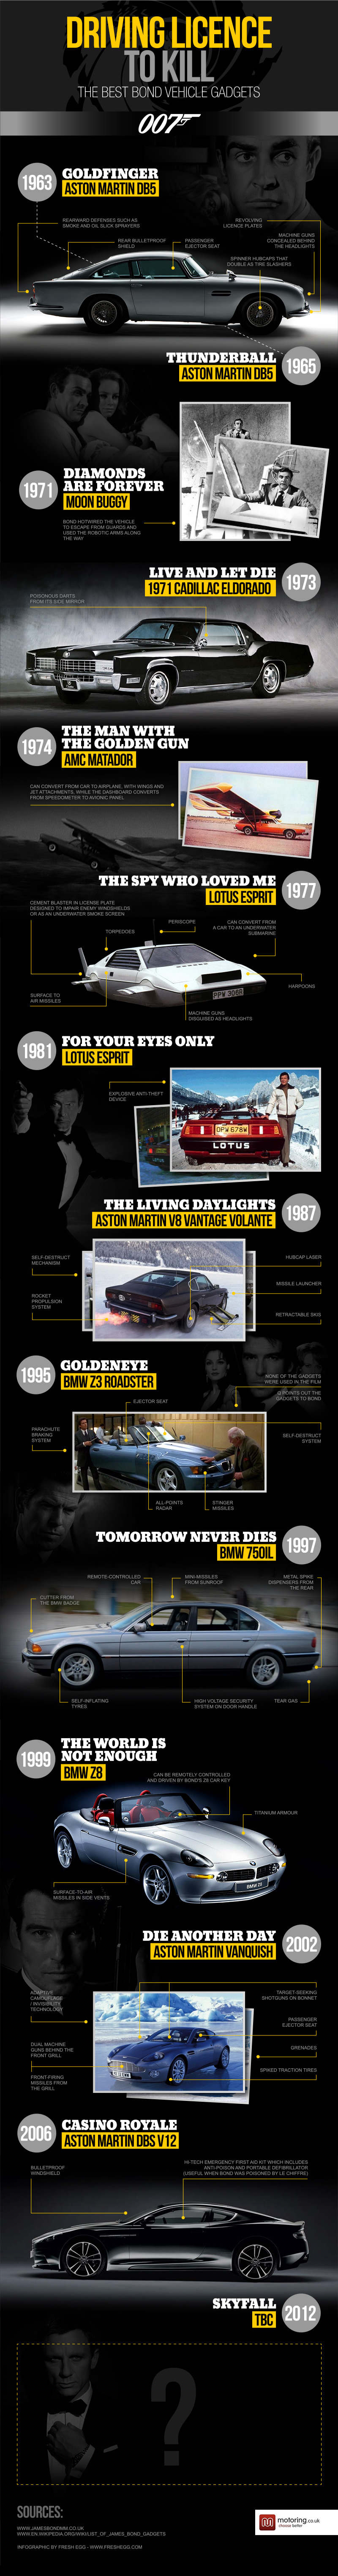 DRIVING LICENCE
TO KILL
THE BEST BOND VEHICLE GADGETS
007
1963
GOLDFINGER
ASTON MARTIN DB5
REARWARD DEFENSES SUCH AS
SMOKE AND OIL SLICK SPRAYERS
REAR BULLETPROOF
SHIELD
PASSENGER
EJECTOR SEAT
REVOLVING
LICENCE PLATES
MACHINE GUNS
CONCEALED BEHIND
THE HEADLIGHTS
SPINNER HUBCAPS THAT
DOUBLE AS TIRE SLASHERS
THUNDERBALL
ASTON MARTIN DB5
1965
1971
DIAMONDS
ARE FOREVER
MOON BUGGY
BOND HOTWIRED THE VEHICLE
TO ESCAPE FROM GUARDS AND
USED THE ROBOTIC ARMS ALONG
THE WAY
LIVE AND LET DIE
1971 CADILLAC ELDORADO
1973
POISONOUS DARTS
FROM ITS SIDE MIRROR
1974
THE MAN WITH
THE GOLDEN GUN
AMC MATADOR
CAN CONVERT FROM CAR TO AIRPLANE, WITH WINGS AND
JET ATTACHMENTS, WHILE THE DASHBOARD CONVERTS
FROM SPEEDOMETER TO AVIONIC PANEL
THE SPY WHO LOVED ME
LOTUS ESPRIT
1977
CEMENT BLASTER IN LICENSE PLATE
DESIGNED TO IMPAIR ENEMY WINDSHIELDS
OR AS AN UNDERWATER SMOKE SCREEN
TORPEDOES
PERISCOPE
CAN CONVERT FROM
A CAR TO AN UNDERWATER
SUBMARINE
SURFACE TO
AIR MISSILES
HARPOONS
PPW 306R
MACHINE GUNS
DISGUISED AS HEADLIGHTS
1981
FOR YOUR EYES ONLY
LOTUS ESPRIT
EXPLOSIVE ANTI-THEFT
DEVICE
OPW 678W
LOTUS
THE LIVING DAYLIGHTS
ASTON MARTIN V8 VANTAGE VOLANTE
1987
SELF-DESTRUCT
MECHANISM
ROCKET
PROPULSION
SYSTEM
HUBCAP LASER
MISSILE LAUNCHER
RETRACTABLE SKIS
1995
GOLDENEYE
BMW Z3 ROADSTER
NONE OF THE GADGETS
WERE USED IN THE FILM
Q POINTS OUT THE
GADGETS TO BOND
EJECTOR SEAT
PARACHUTE
BRAKING
SYSTEM
SELF-DESTRUCT
SYSTEM
ALL-POINTS
RADAR
STINGER
MISSILES
TOMORROW NEVER DIES
BMW 750IL
1997
REMOTE-CONTROLLED
CAR
MINI-MISSILES
FROM SUNROOF
METAL SPIKE
DISPENSERS FROM
THE REAR
CUTTER FROM
THE BMW BADGE
SELF-INFLATING
TYRES
HIGH VOLTAGE SECURITY
SYSTEM ON DOOR HANDLE
TEAR GAS
1999
THE WORLD IS
NOT ENOUGH
BMW Z8
CAN BE REMOTELY CONTROLLED
AND DRIVEN BY BOND'S Z8 CAR KEY
TITANIUM ARMOUR
BMW Z8
SURFACE-TO-AIR
MISSILES IN SIDE VENTS
DIE ANOTHER DAY
ASTON MARTIN VANQUISH
2002
ADAPTIVE
CAMOUFLAGE
/ INVISIBILITY
TECHNOLOGY
DUAL MACHINE
GUNS BEHIND THE
FRONT GRILL
FRONT-FIRING
MISSILES FROM
THE GRILL
TARGET-SEEKING
SHOTGUNS ON BONNET
PASSENGER
EJECTOR SEAT
GRENADES
SPIKED TRACTION TIRES
2006
CASINO ROYALE
ASTON MARTIN DBS V12
BULLETPROOF
WINDSHIELD
HI-TECH EMERGENCY FIRST AID KIT WHICH INCLUDES
ANTI-POISON AND PORTABLE DEFIBRILLATOR
(USEFUL WHEN BOND WAS POISONED BY LE CHIFFRE)
SKYFALL
TBC
2012
?
SOURCES:
WWW.JAMESBONDMM.CO.UK
WWW.EN.WIKIPEDIA.ORG/WIKI/LIST_OF_JAMES_BOND_GADGETS
INFOGRAPHIC BY FRESH EGG - WWW.FRESHEGG.COM
motoring.co.uk
choose better